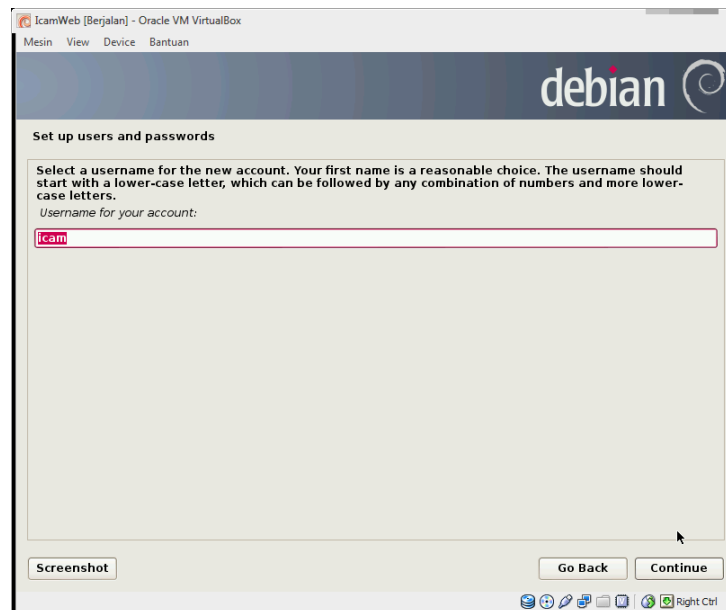 IcamWeb [Berjalan] - Oracle VM VirtualBox
Mesin View Device Bantuan
debian
Set up users and passwords
Select a username for the new account. Your first name is a reasonable choice. The username should
start with a lower-case letter, which can be followed by any combination of numbers and more lower-
case letters.
Username for your account:
icam
Screenshot Go Back Continue
Right Ctrl